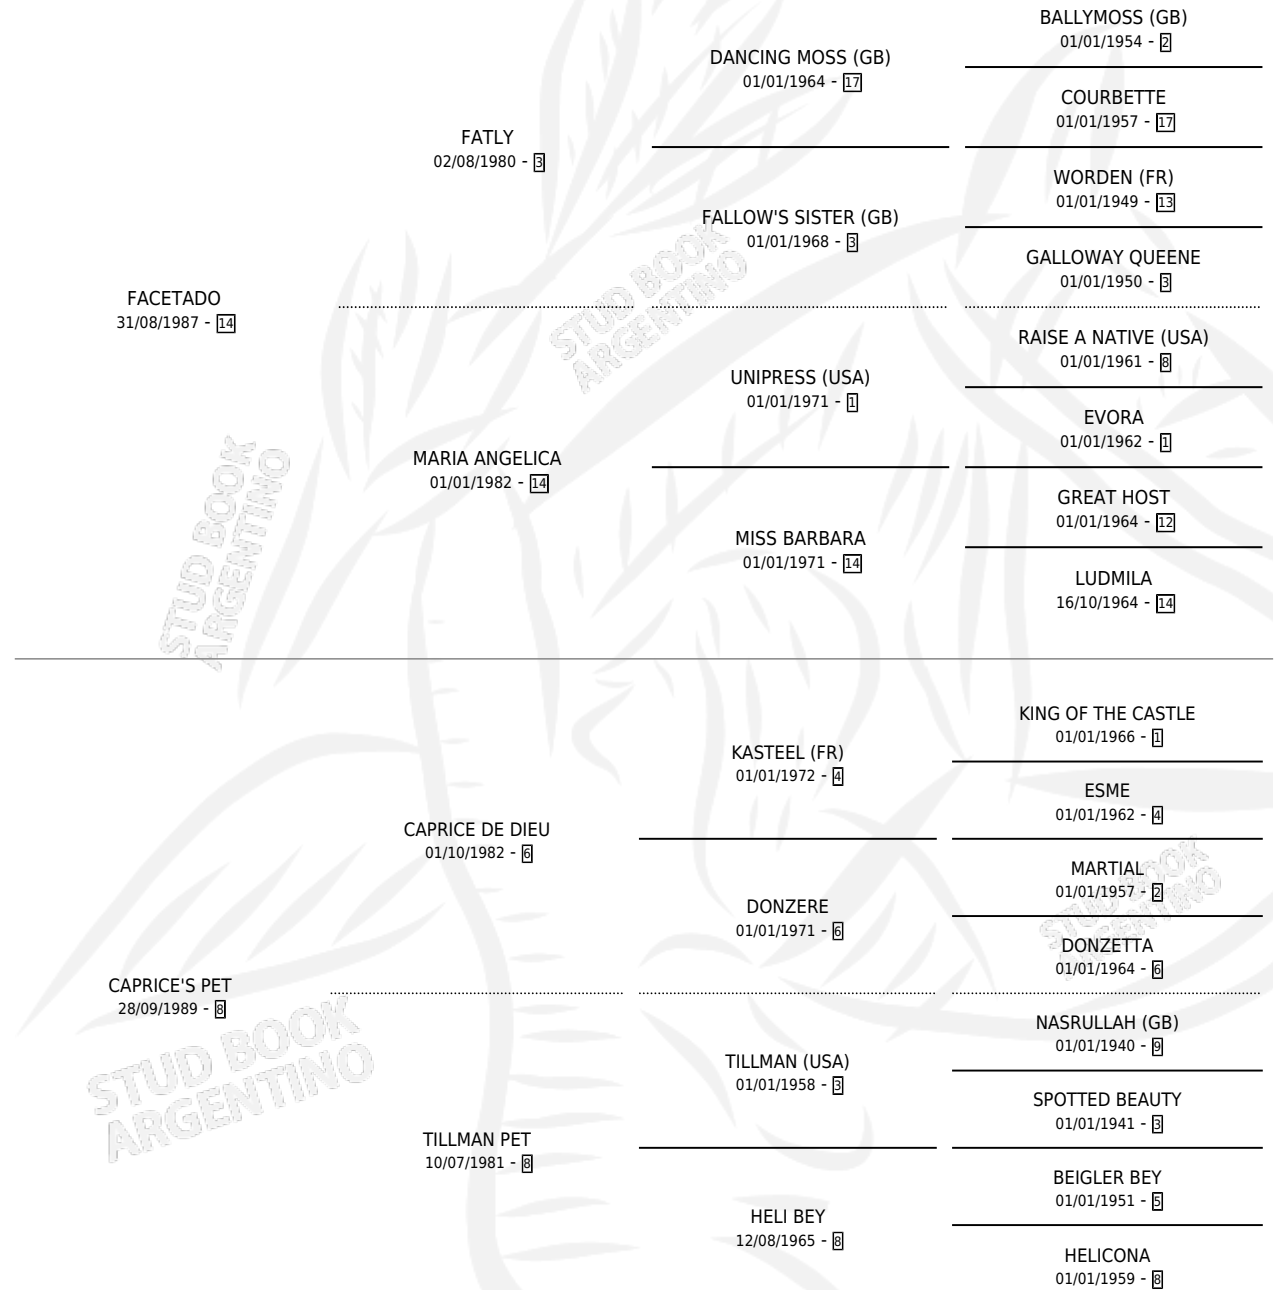 BALLYMOSS (GB)
01/01/1954 - 2
DANCING MOSS (GB)
01/01/1964 - 17
COURBETTE
01/01/1957 - 17
FATLY
02/08/1980 - 3
WORDEN (FR)
01/01/1949 - 13
FALLOW'S SISTER (GB)
01/01/1968 - 3
GALLOWAY QUEENE
01/01/1950 - 3
FACETADO
31/08/1987 - 14
RAISE A NATIVE (USA)
01/01/1961 - 8
UNIPRESS (USA)
01/01/1971 - 1
EVORA
01/01/1962 - 1
MARIA ANGELICA
01/01/1982 - 14
GREAT HOST
01/01/1964 - 12
MISS BARBARA
01/01/1971 - 14
LUDMILA
16/10/1964 - 14
KING OF THE CASTLE
01/01/1966 - 1
KASTEEL (FR)
01/01/1972 - 4
ESME
01/01/1962 - 4
CAPRICE DE DIEU
01/10/1982 - 6
MARTIAL
01/01/1957 - 2
DONZERE
01/01/1971 - 6
DONZETTA
01/01/1964 - 6
CAPRICE'S PET
28/09/1989 - 8
NASRULLAH (GB)
01/01/1940 - 9
TILLMAN (USA)
01/01/1958 - 3
SPOTTED BEAUTY
01/01/1941 - 3
TILLMAN PET
10/07/1981 - 8
BEIGLER BEY
01/01/1951 - 5
HELI BEY
12/08/1965 - 8
HELICONA
01/01/1959 - 8
STUD BOOK
ARGENTINO
STUD BOOK
ARGENTINO
STUD BOOK
ARGENTINO
STUD BOOK
ARGENTINO